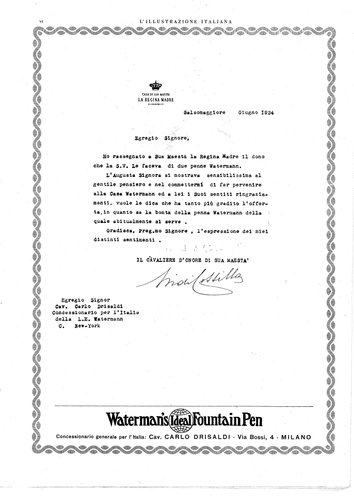 VI
L'ILLUSTRAZIONE ITALIANA
CASA DI SUA MAESTÀ
LA REGINA MADRE
Salsomaggiore Giugno 1924
Egregio Signore,
Ho rassegnato a Sua Maestà la Regina Madre il dono
che la S.V. Le faceva di due penne Watermann.
L'Augusta Signora si mostrava sensibilissima al
gentile pensiero e nel commettermi di far pervenire
alla Casa Watermann ed a lei i Suoi sentiti ringrazia-
menti, vuole le dica che ha tanto più gradito l'offer-
ta, in quanto sa la bontà della penna Watermann della
quale abitualmente si serve.
Gradisca, Preg.mo Signore, l'espressione dei miei
distinti sentimenti.
IL CAVALIERE D'ONORE DI SUA MAESTA'
Egregio Signor
Cav. Carlo Drisaldi
Concessionario per l'Italia
della L.E. Watermann
C. New-York
Waterman's Ideal Fountain Pen
Concessionario generale per l'Italia: CAV. CARLO DRISALDI - Via Bossi, 4 - MILANO